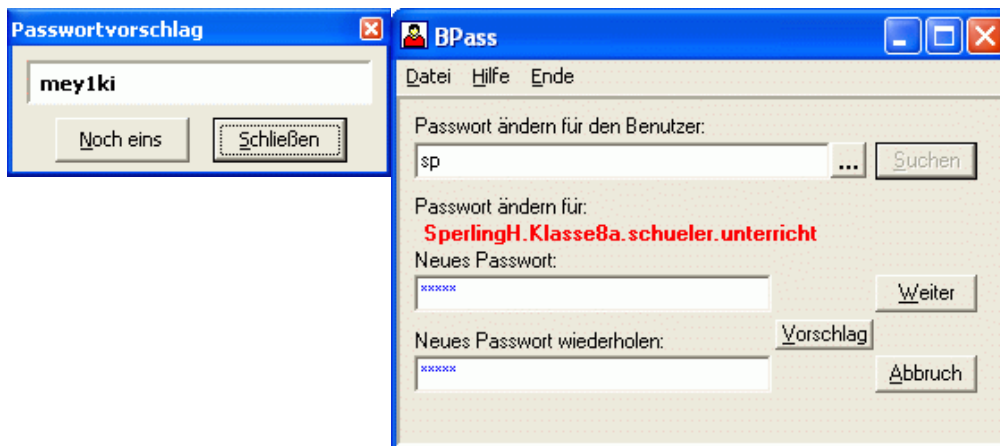 Passwortvorschlag
mey1ki
Noch eins
Schließen
BPass
Datei Hilfe Ende
Passwort ändern für den Benutzer:
sp
...
Suchen
Passwort ändern für:
SperlingH.Klasse8a.schueler.unterricht
Neues Passwort:
*****
Weiter
Vorschlag
Neues Passwort wiederholen:
*****
Abbruch